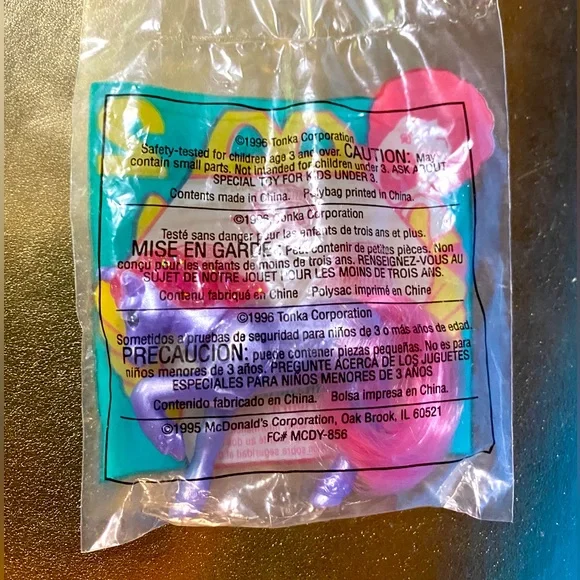 ©1996 Tonka Corporation
Safety-tested for children age 3 and over. CAUTION: May
contain small parts. Not intended for children under 3. ASK ABOUT
SPECIAL TOY FOR KIDS UNDER 3.
Contents made in China. Polybag printed in China.
©1996 Tonka Corporation
Testé sans danger pour les enfants de trois ans et plus.
MISE EN GARDE: Peut contenir de petites pièces. Non
conçu pour les enfants de moins de trois ans. RENSEIGNEZ-VOUS AU
SUJET DE NOTRE JOUET POUR LES MOINS DE TROIS ANS.
Contenu fabriqué en Chine Polysac imprimé en Chine
©1996 Tonka Corporation
Sometidos a pruebas de seguridad para niños de 3 o más años de edad.
PRECAUCION: puede contener piezas pequeñas. No es para
niños menores de 3 años. PREGUNTE ACERCA DE LOS JUGUETES
ESPECIALES PARA NIÑOS MENORES DE 3 AÑOS
Contenido fabricado en China. Bolsa impresa en China.
©1995 McDonald's Corporation, Oak Brook, IL 60521
FC# MCDY-856